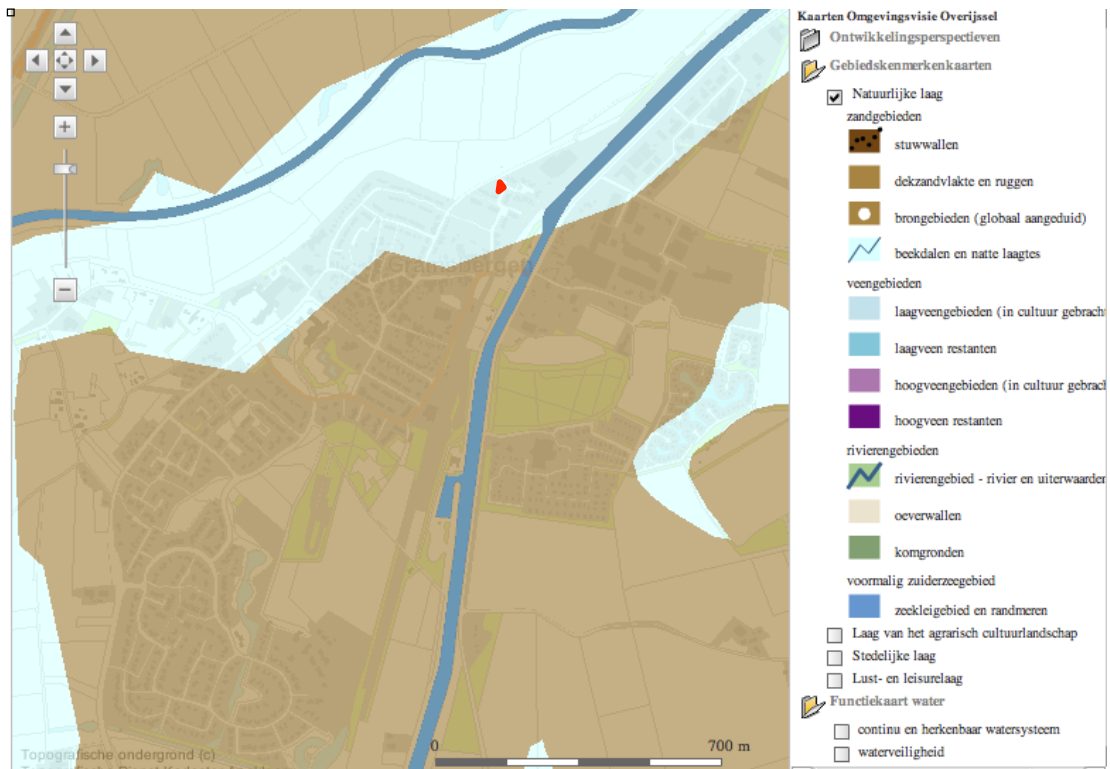 Kaarten Omgevingsvisie Overijssel
Ontwikkelingsperspectieven
Gebiedskenmerkenkaarten
Natuurlijke laag
zandgebieden
stuwwallen
dekzandvlakte en ruggen
brongebieden (globaal aangeduid)
beekdalen en natte laagtes
veengebieden
laagveengebieden (in cultuur gebracht
laagveen restanten
hoogveengebieden (in cultuur gebrach
hoogveen restanten
rivierengebieden
rivierengebied - rivier en uiterwaarden
oeverwallen
komgronden
voormalig zuiderzeegebied
zeekleigebied en randmeren
Laag van het agrarisch cultuurlandschap
Stedelijke laag
Lust- en leisurelaag
Functiekaart water
continu en herkenbaar watersysteem
waterveiligheid
Gramsbergen
0 700 m
Topografische ondergrond (c)